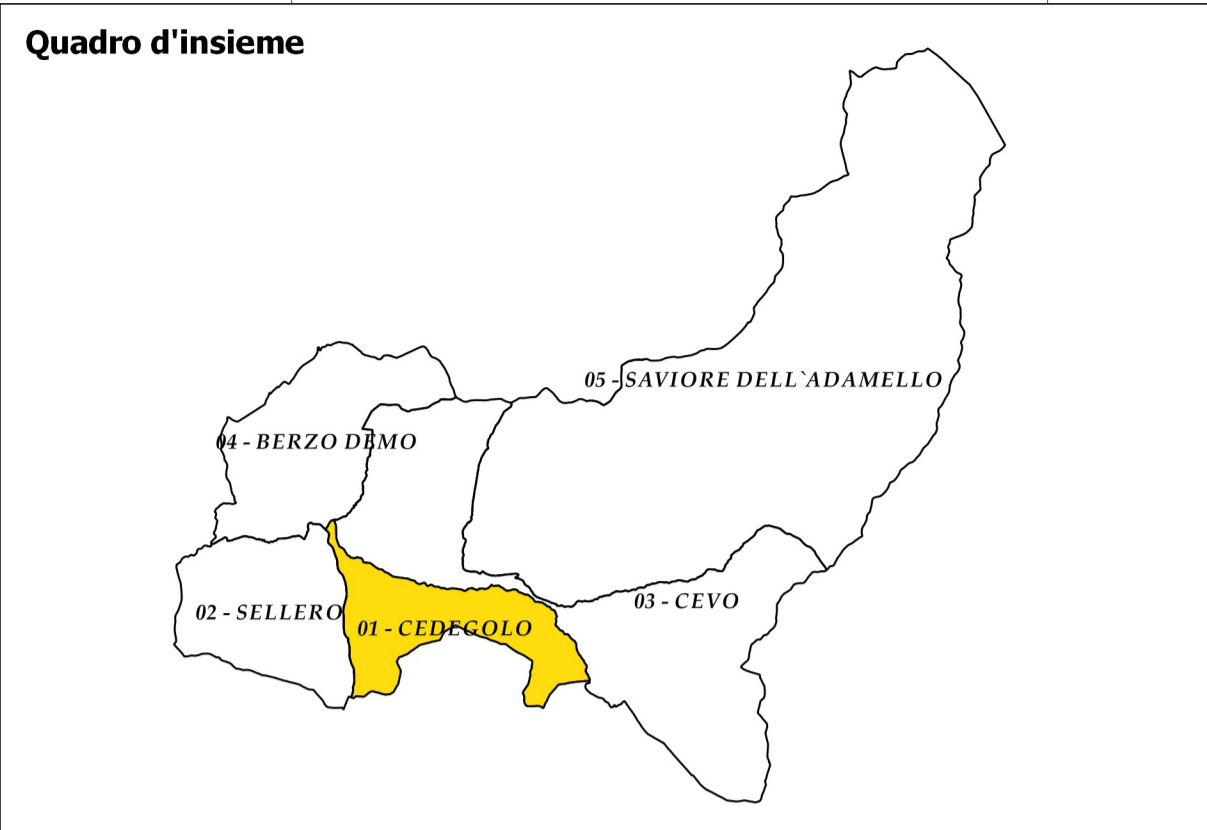 Quadro d'insieme
05 - SAVIORE DELL`ADAMELLO
04 - BERZO DEMO
03 - CEVO
02 - SELLERO
01 - CEDEGOLO